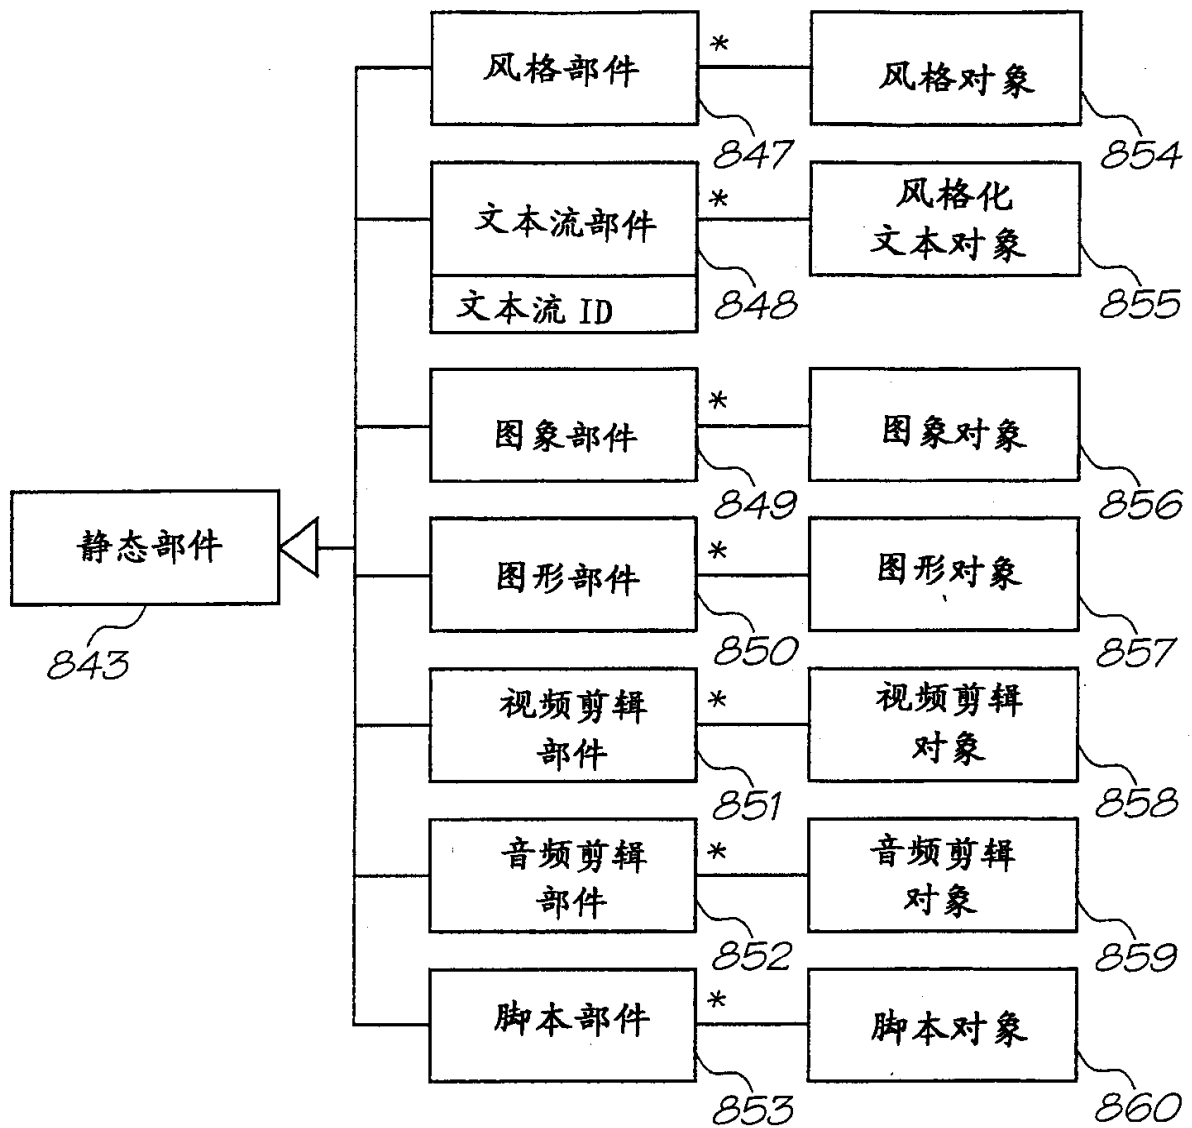 风格部件
*
风格对象
847
854
文本流部件
*
风格化
文本对象
848
855
文本流 ID
图象部件
*
图象对象
849
856
静态部件
843
图形部件
*
图形对象
850
857
视频剪辑
部件
*
视频剪辑
对象
851
858
音频剪辑
部件
*
音频剪辑
对象
852
859
脚本部件
*
脚本对象
853
860